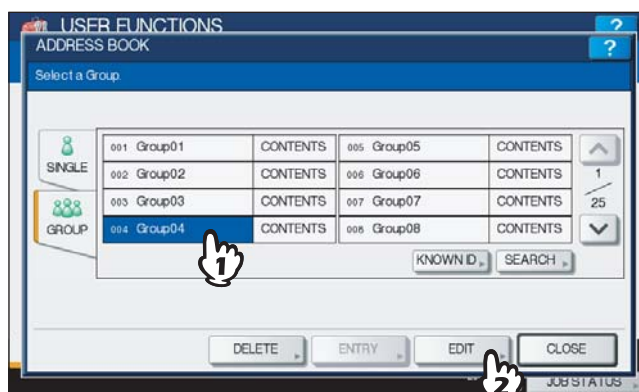 USER FUNCTIONS ?
ADDRESS BOOK ?
Select a Group.
SINGLE
GROUP
001 Group01 CONTENTS 005 Group05 CONTENTS
002 Group02 CONTENTS 006 Group06 CONTENTS
003 Group03 CONTENTS 007 Group07 CONTENTS
004 Group04 CONTENTS 008 Group08 CONTENTS
1
25
1
KNOWN ID SEARCH
DELETE ENTRY EDIT CLOSE
2
JOB STATUS